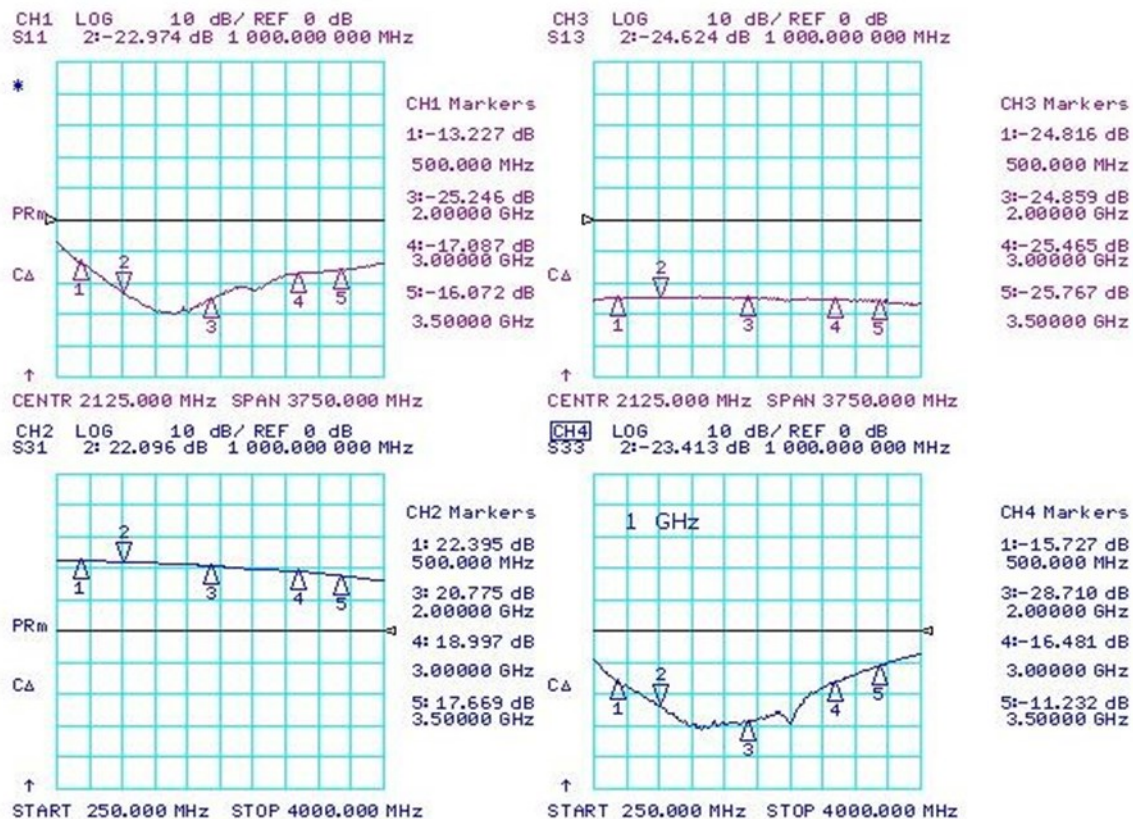 CH1 LOG 10 dB/ REF 0 dB
S11 2:-22.974 dB 1 000.000 000 MHz
*
PRm
CΔ
1
2
3
4
5
↑
CH1 Markers
1:-13.227 dB
500.000 MHz
3:-25.246 dB
2.00000 GHz
4:-17.087 dB
3.00000 GHz
5:-16.072 dB
3.50000 GHz
CENTR 2125.000 MHz SPAN 3750.000 MHz
CH3 LOG 10 dB/ REF 0 dB
S13 2:-24.624 dB 1 000.000 000 MHz
CΔ
1
2
3
4
5
↑
CH3 Markers
1:-24.816 dB
500.000 MHz
3:-24.859 dB
2.00000 GHz
4:-25.465 dB
3.00000 GHz
5:-25.767 dB
3.50000 GHz
CENTR 2125.000 MHz SPAN 3750.000 MHz
CH2 LOG 10 dB/ REF 0 dB
S31 2: 22.096 dB 1 000.000 000 MHz
PRm
CΔ
1
2
3
4
5
↑
CH2 Markers
1: 22.395 dB
500.000 MHz
3: 20.775 dB
2.00000 GHz
4: 18.997 dB
3.00000 GHz
5: 17.669 dB
3.50000 GHz
START 250.000 MHz STOP 4000.000 MHz
CH4 LOG 10 dB/ REF 0 dB
S33 2:-23.413 dB 1 000.000 000 MHz
1 GHz
CΔ
1
2
3
4
5
↑
CH4 Markers
1:-15.727 dB
500.000 MHz
3:-28.710 dB
2.00000 GHz
4:-16.481 dB
3.00000 GHz
5:-11.232 dB
3.50000 GHz
START 250.000 MHz STOP 4000.000 MHz